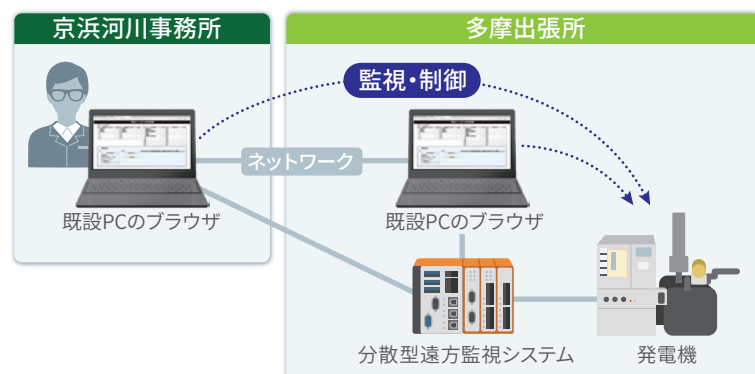 京浜河川事務所
多摩出張所
監視・制御
ネットワーク
既設PCのブラウザ
既設PCのブラウザ
分散型遠方監視システム
発電機